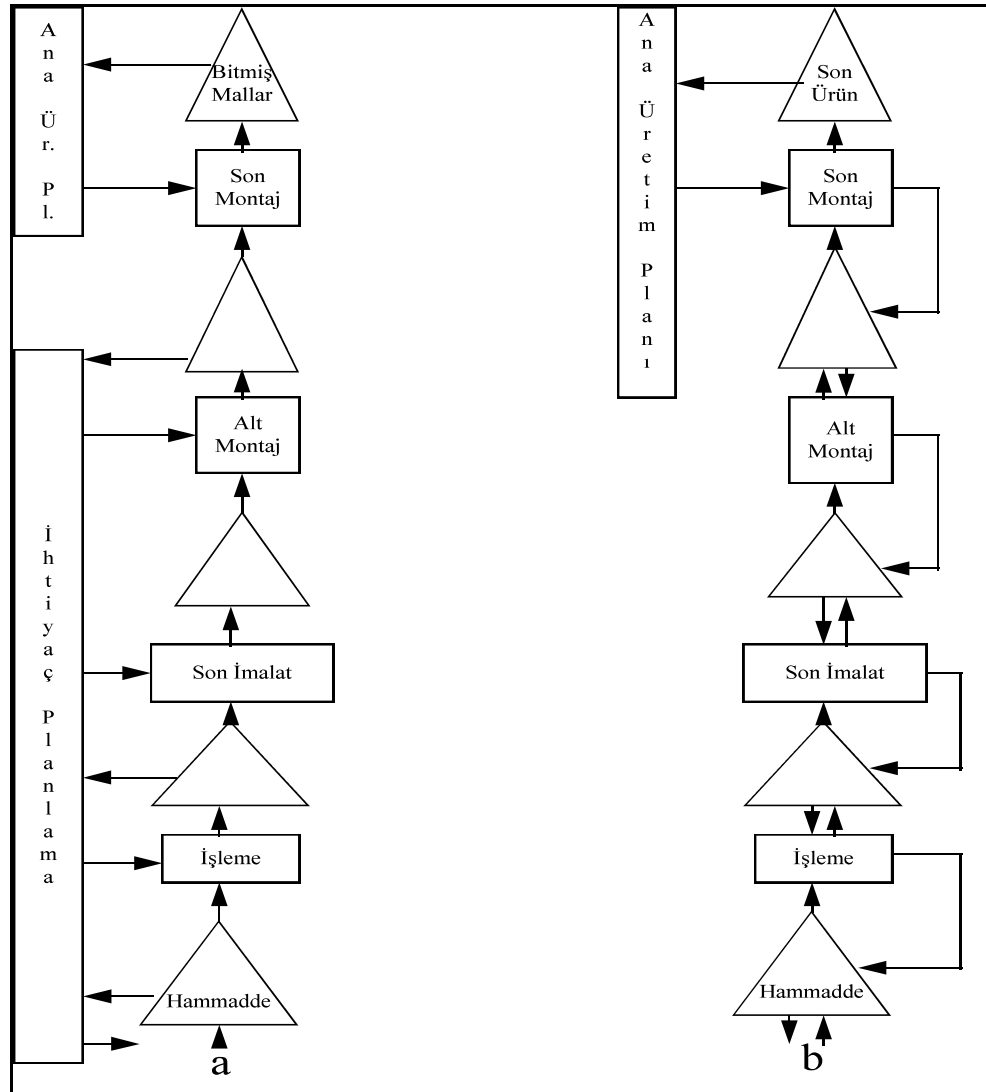 Ana Ür. Pl.
Bitmiş
Mallar
Son
Montaj
Alt
Montaj
İhtiyaç Planlama
Son İmalat
İşleme
Hammadde
a
Ana Üretim Planı
Son
Ürün
Son
Montaj
Alt
Montaj
Son İmalat
İşleme
Hammadde
b